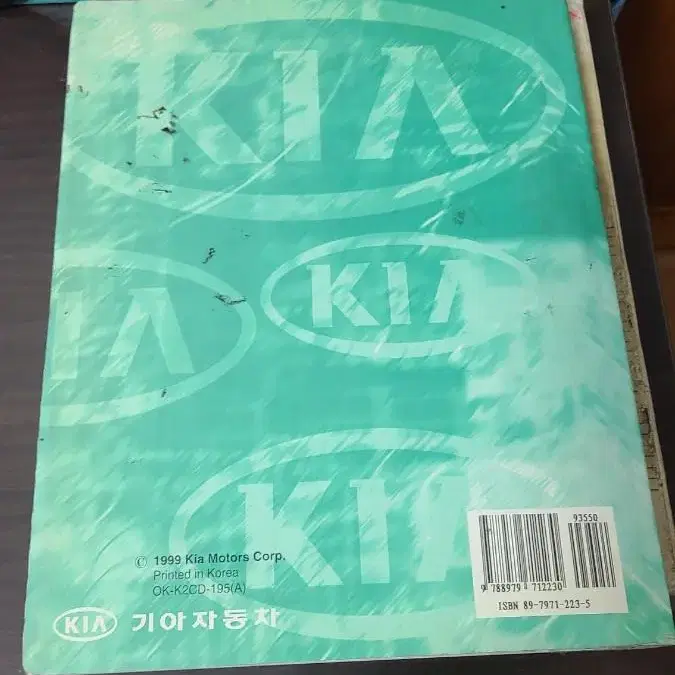 KIA
KIA
KIA
KIA
© 1999 Kia Motors Corp.
Printed in Korea
OK-K2CD-195(A)
KIA 기아자동차
93550
9 788979 712230
ISBN 89-7971-223-5